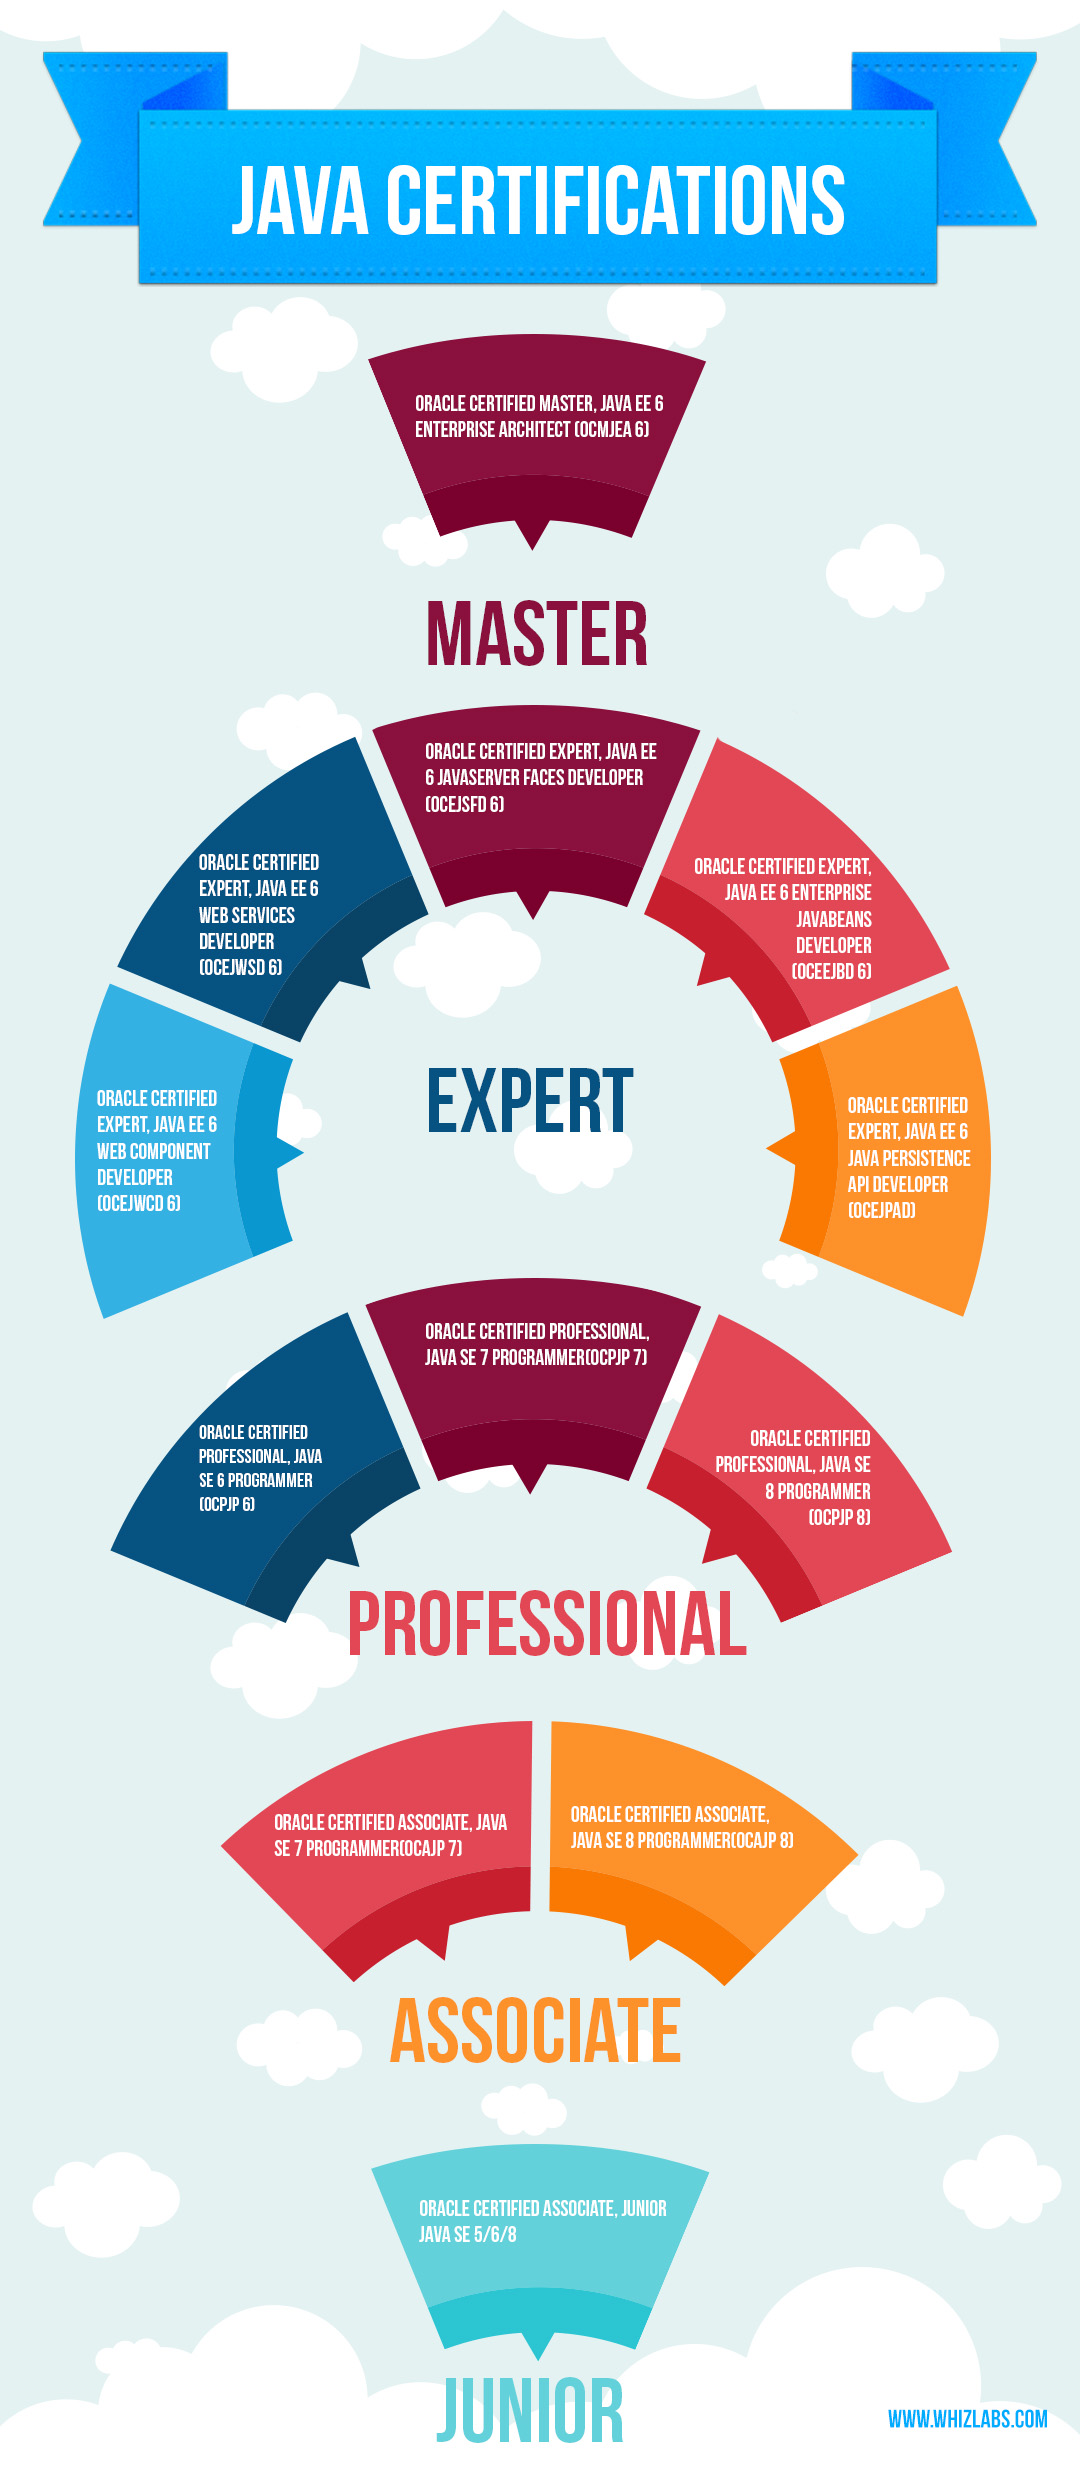 JAVA CERTIFICATIONS
ORACLE CERTIFIED MASTER, JAVA EE 6
ENTERPRISE ARCHITECT (OCMJEA 6)
MASTER
ORACLE CERTIFIED EXPERT, JAVA EE
6 JAVASERVER FACES DEVELOPER
(OCEJSFD 6)
ORACLE CERTIFIED
EXPERT, JAVA EE 6
WEB SERVICES
DEVELOPER
(OCEJWSD 6)
ORACLE CERTIFIED EXPERT,
JAVA EE 6 ENTERPRISE
JAVABEANS
DEVELOPER
(OCEEJBD 6)
ORACLE CERTIFIED
EXPERT, JAVA EE 6
WEB COMPONENT
DEVELOPER
(OCEJWCD 6)
EXPERT
ORACLE CERTIFIED
EXPERT, JAVA EE 6
JAVA PERSISTENCE
API DEVELOPER
(OCEJPAD)
ORACLE CERTIFIED PROFESSIONAL,
JAVA SE 7 PROGRAMMER(OCPJP 7)
ORACLE CERTIFIED
PROFESSIONAL, JAVA
SE 6 PROGRAMMER
(OCPJP 6)
ORACLE CERTIFIED
PROFESSIONAL, JAVA SE
8 PROGRAMMER
(OCPJP 8)
PROFESSIONAL
ORACLE CERTIFIED ASSOCIATE, JAVA
SE 7 PROGRAMMER(OCAJP 7)
ORACLE CERTIFIED ASSOCIATE,
JAVA SE 8 PROGRAMMER(OCAJP 8)
ASSOCIATE
ORACLE CERTIFIED ASSOCIATE, JUNIOR
JAVA SE 5/6/8
JUNIOR
WWW.WHIZLABS.COM